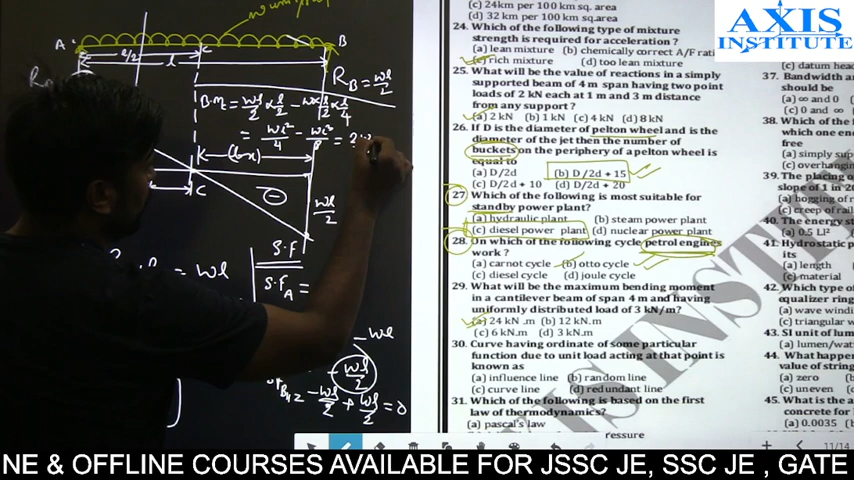 A
B
C
l/2
l
R_B = wl/2
B.M = wl/2 × l/2 - w × l/2 × l/4
= wl²/4 - wl²/8 =
C
wl/2
S.F
= wl
S.F_A =
-wl
wl/2
-wl/2 + wl/2 = 0
(c) 24km per 100 km sq. area
(d) 32 km per 100 km sq.area
24. Which of the following type of mixture
strength is required for acceleration ?
(a) lean mixture (b) chemically correct A/F rati
(c) rich mixture (d) too lean mixture
25. What will be the value of reactions in a simply
supported beam of 4 m span having two point
loads of 2 kN each at 1 m and 3 m distance
from any support?
(a) 2 kN (b) 1 kN (c) 4 kN (d) 8 kN
26. If D is the diameter of pelton wheel and is the
diameter of the jet then the number of
buckets on the periphery of a pelton wheel is
equal to
(a) D/2d (b) D/2d + 15
(c) D/2d + 10 (d) D/2d + 20
27 Which of the following is most suitable for
standby power plant?
(a) hydraulic plant (b) steam power plant
(c) diesel power plant (d) nuclear power plant
28. On which of the following cycle petrol engines
work ?
(a) carnot cycle (b) otto cycle
(c) diesel cycle (d) joule cycle
29. What will be the maximum bending moment
in a cantilever beam of span 4 m and having
uniformly distributed load of 3 kN/m?
(a) 24 kN .m (b) 12 kN.m
(c) 6 kN.m (d) 3 kN.m
30. Curve having ordinate of some particular
function due to unit load acting at that point is
known as
(a) influence line (b) random line
(c) curve line (d) redundant line
31. Which of the following is based on the first
law of thermodynamics?
(a) pascal's law
ressure
AXIS
INSTITUTE
(c) datum head
37. Bandwidth a
should be
(a) ∞ and 0
(c) 0 and ∞
38. Which of the
which one en
free
(a) simply sup
(c) overhangin
39. The placing o
slope of 1 in 2
(a) hogging of r
(c) creep of rail
40. The energy st
(a) 0.5 LI²
41. Hydrostatic p
its
(a) length
(c) material
42. Which type of
equalizer ring
(a) wave windi
(c) triangular w
43. SI unit of lum
(a) lumen/wat
44. What happen
value of string
(a) zero
(c) uneven
45. What is the a
concrete for
(a) 0.0035
11/14
NE & OFFLINE COURSES AVAILABLE FOR JSSC JE, SSC JE , GATE